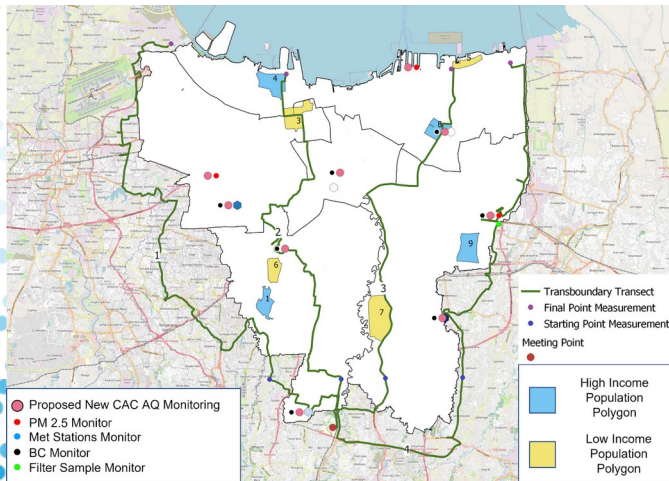 4
3
8
1
2
9
6
1
3
7
4
Transboundary Transect
Final Point Measurement
Starting Point Measurement
Meeting Point
Proposed New CAC AQ Monitoring
PM 2.5 Monitor
Met Stations Monitor
BC Monitor
Filter Sample Monitor
High Income
Population
Polygon
Low Income
Population
Polygon